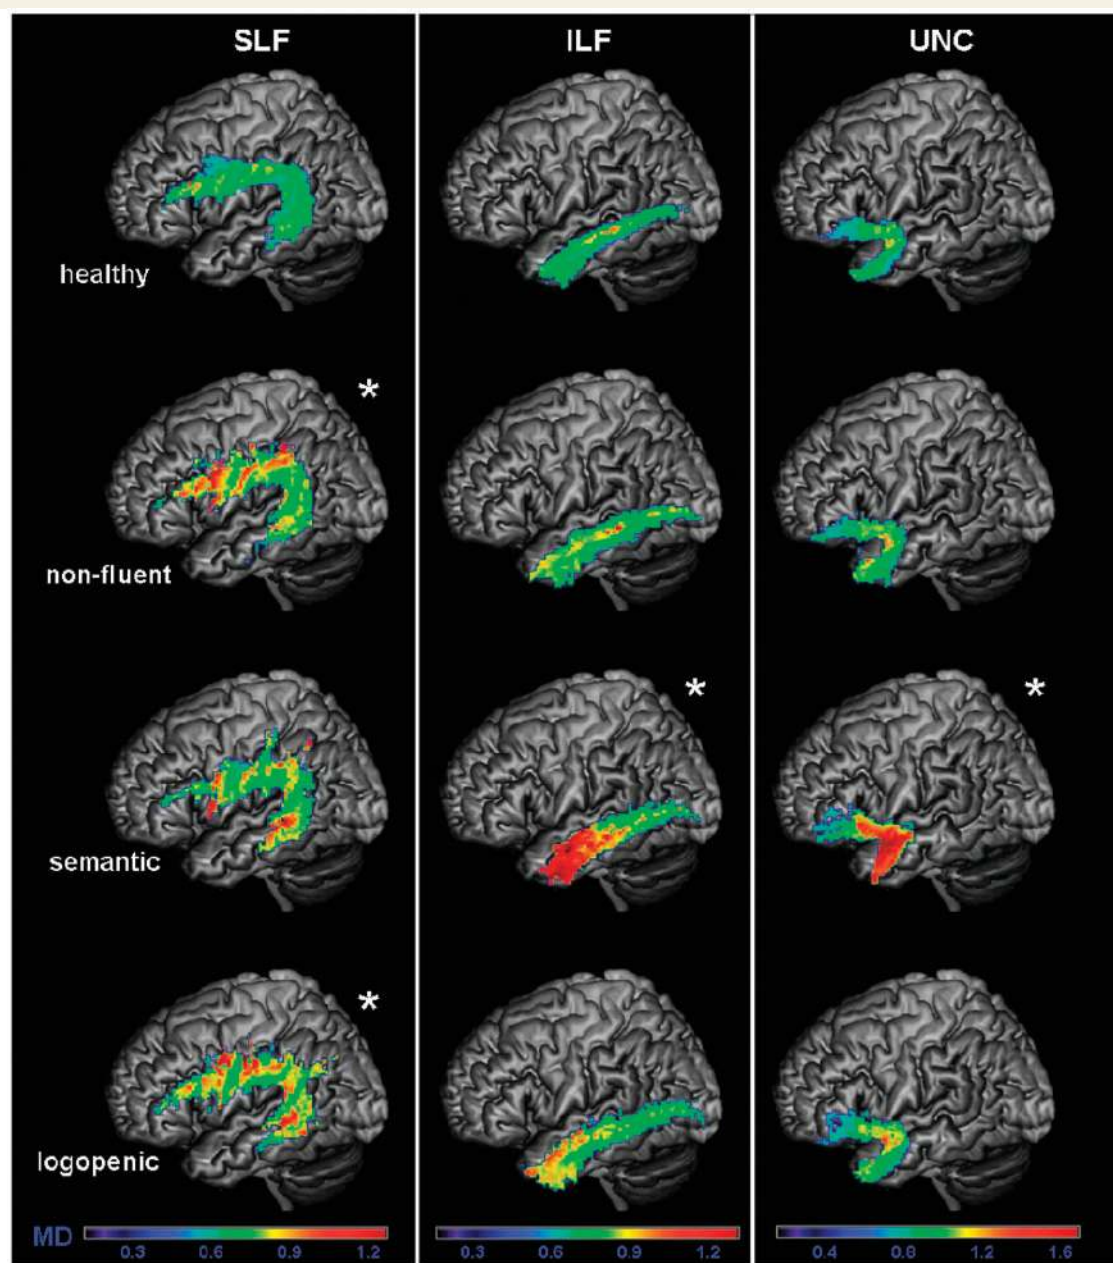 SLF ILF UNC
healthy
*
non-fluent
* *
semantic
*
logopenic
MD
0.3 0.6 0.9 1.2 0.3 0.6 0.9 1.2 0.4 0.8 1.2 1.6